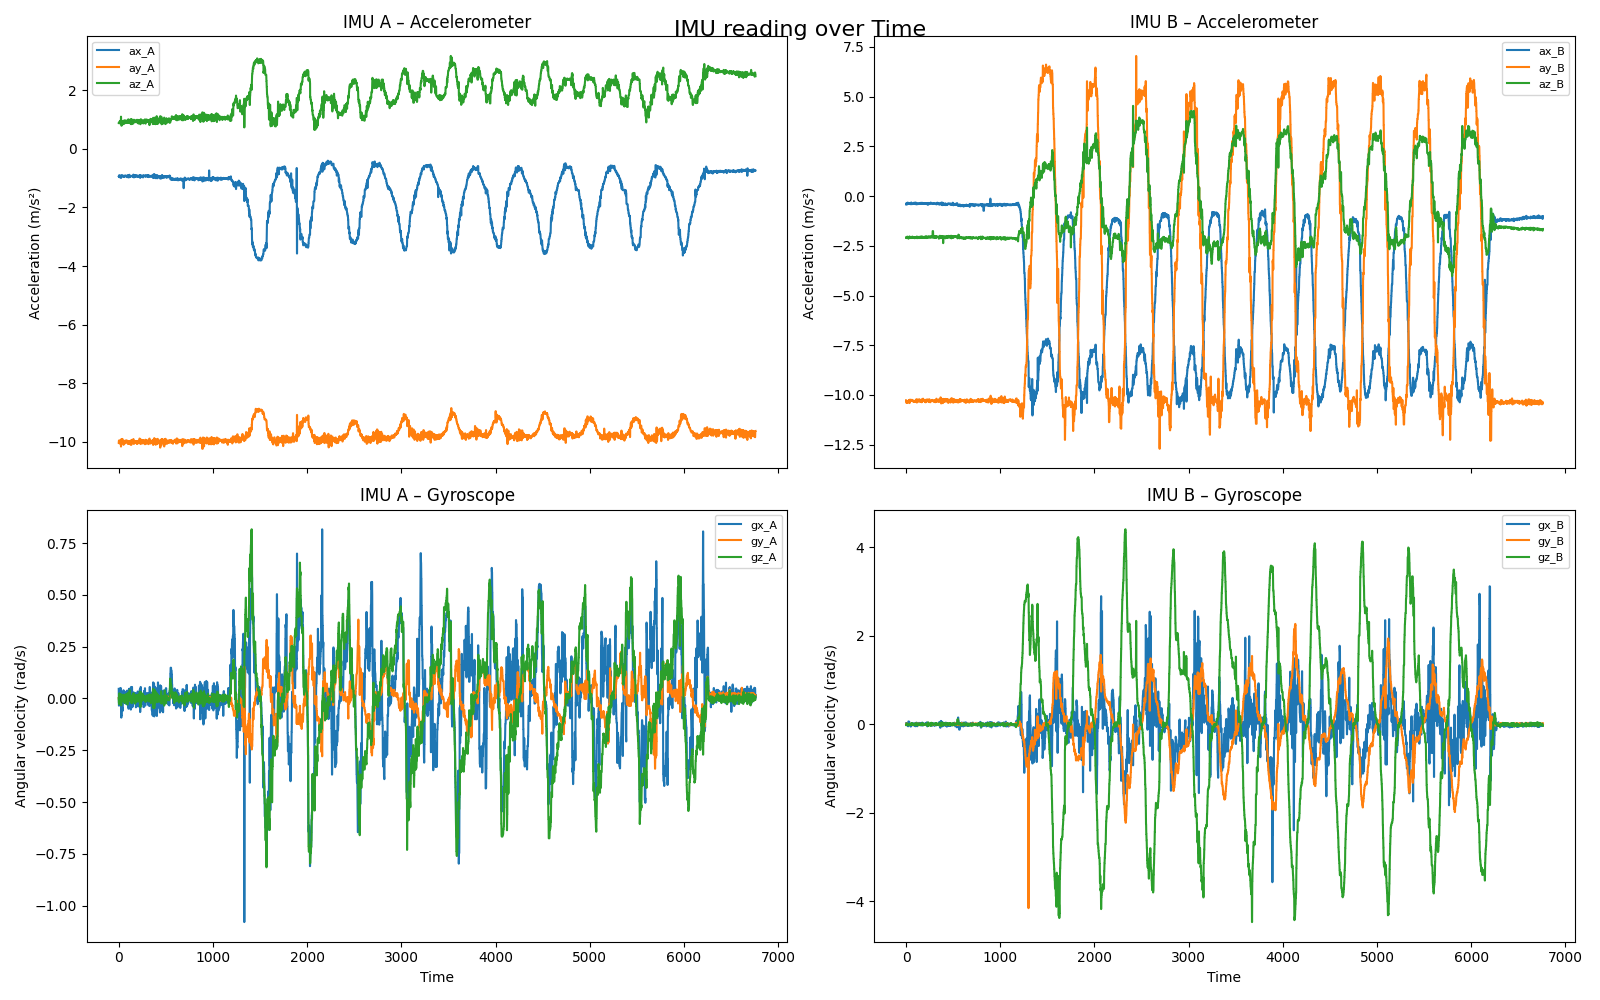 IMU reading over Time
IMU A – Accelerometer
IMU B – Accelerometer
Acceleration (m/s²)
2
0
−2
−4
−6
−8
−10
ax_A
ay_A
az_A
Acceleration (m/s²)
7.5
5.0
2.5
0.0
−2.5
−5.0
−7.5
−10.0
−12.5
ax_B
ay_B
az_B
IMU A – Gyroscope
IMU B – Gyroscope
Angular velocity (rad/s)
0.75
0.50
0.25
0.00
−0.25
−0.50
−0.75
−1.00
gx_A
gy_A
gz_A
0 1000 2000 3000 4000 5000 6000 7000
Time
Angular velocity (rad/s)
4
2
0
−2
−4
gx_B
gy_B
gz_B
0 1000 2000 3000 4000 5000 6000 7000
Time